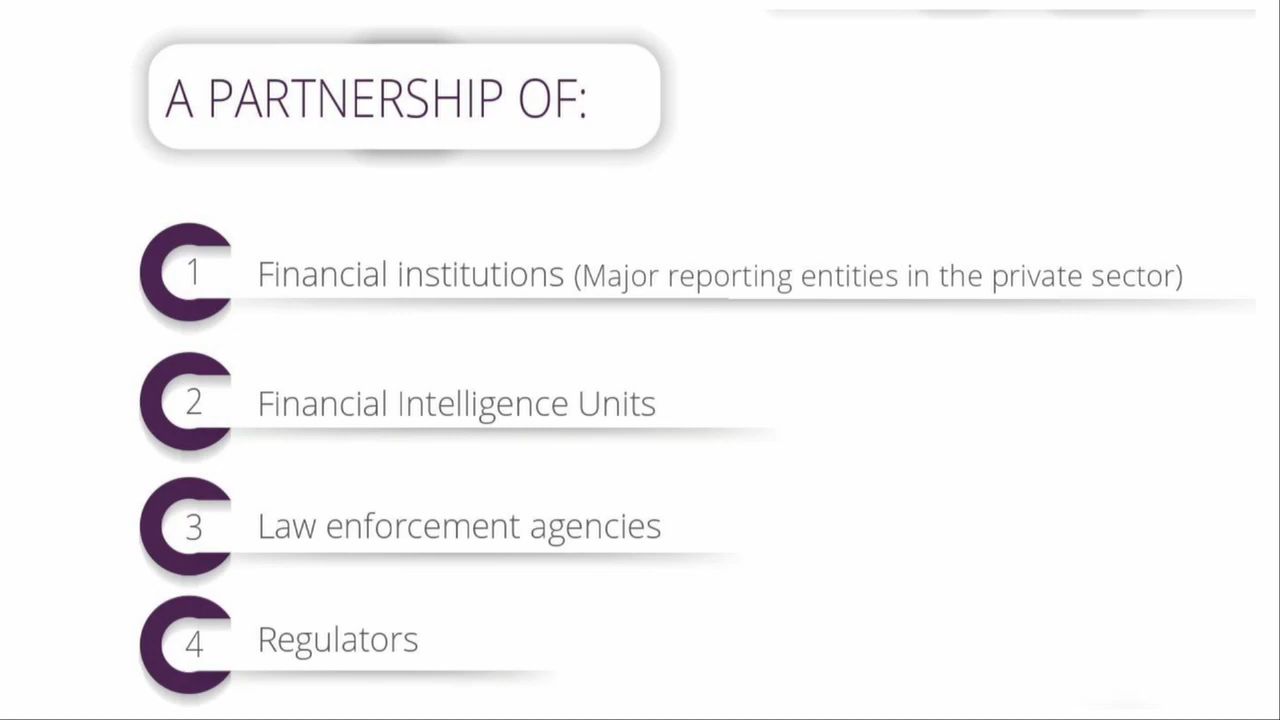 A PARTNERSHIP OF:
1 Financial institutions (Major reporting entities in the private sector)
2 Financial Intelligence Units
3 Law enforcement agencies
4 Regulators